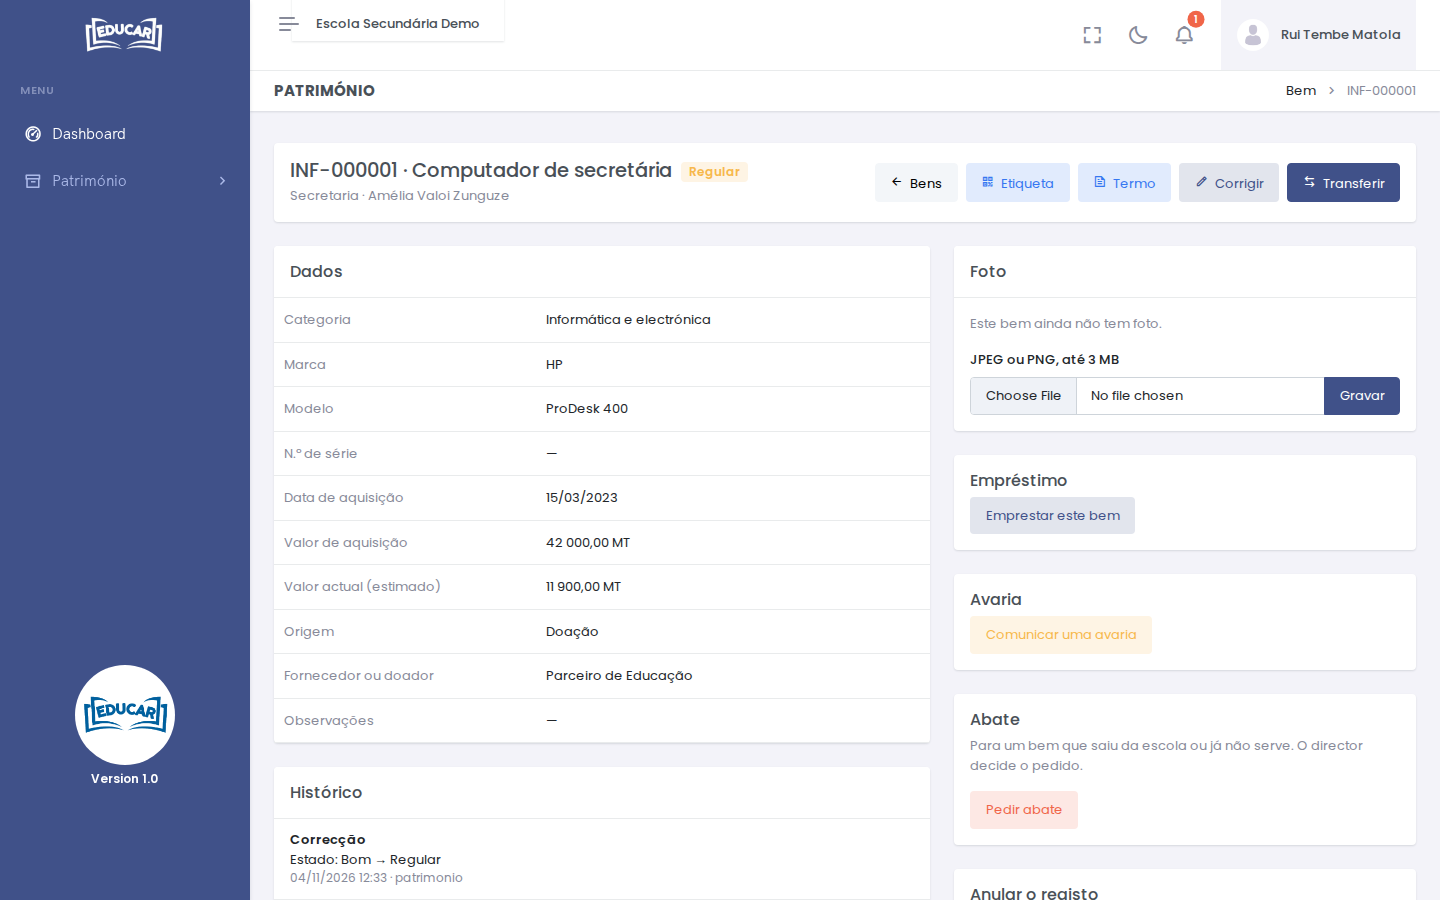 EDUCAR
Escola Secundária Demo
1
Rui Tembe Matola
MENU
Dashboard
Património
PATRIMÓNIO
Bem > INF-000001
INF-000001 · Computador de secretária Regular
Secretaria · Amélia Valoi Zunguze
Bens
Etiqueta
Termo
Corrigir
Transferir
Dados
Categoria Informática e electrónica
Marca HP
Modelo ProDesk 400
N.º de série —
Data de aquisição 15/03/2023
Valor de aquisição 42 000,00 MT
Valor actual (estimado) 11 900,00 MT
Origem Doação
Fornecedor ou doador Parceiro de Educação
Observações —
Histórico
Correcção
Estado: Bom → Regular
04/11/2026 12:33 · patrimonio
Foto
Este bem ainda não tem foto.
JPEG ou PNG, até 3 MB
Choose File No file chosen Gravar
Empréstimo
Emprestar este bem
Avaria
Comunicar uma avaria
Abate
Para um bem que saiu da escola ou já não serve. O director
decide o pedido.
Pedir abate
Anular o registo
EDUCAR
Version 1.0